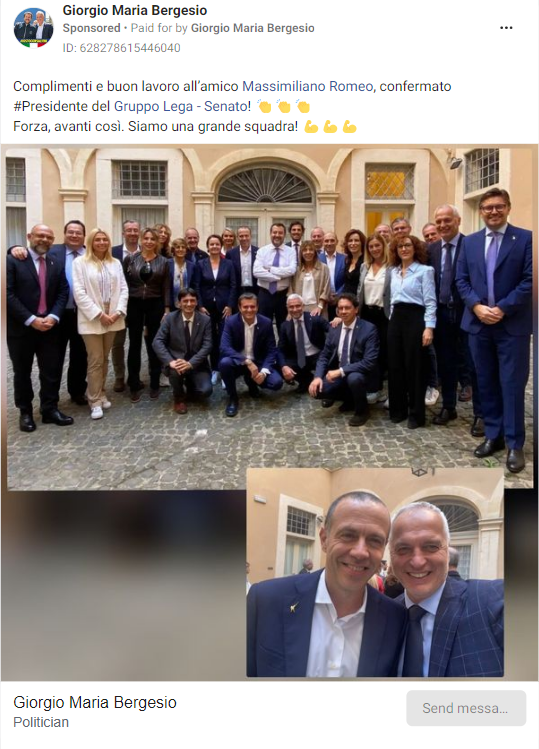 Giorgio Maria Bergesio
Sponsored • Paid for by Giorgio Maria Bergesio
ID: 628278615446040
Complimenti e buon lavoro all'amico Massimiliano Romeo, confermato
#Presidente del Gruppo Lega - Senato! 👏 👏 👏
Forza, avanti così. Siamo una grande squadra! 💪 💪 💪
Giorgio Maria Bergesio
Politician
Send messa...